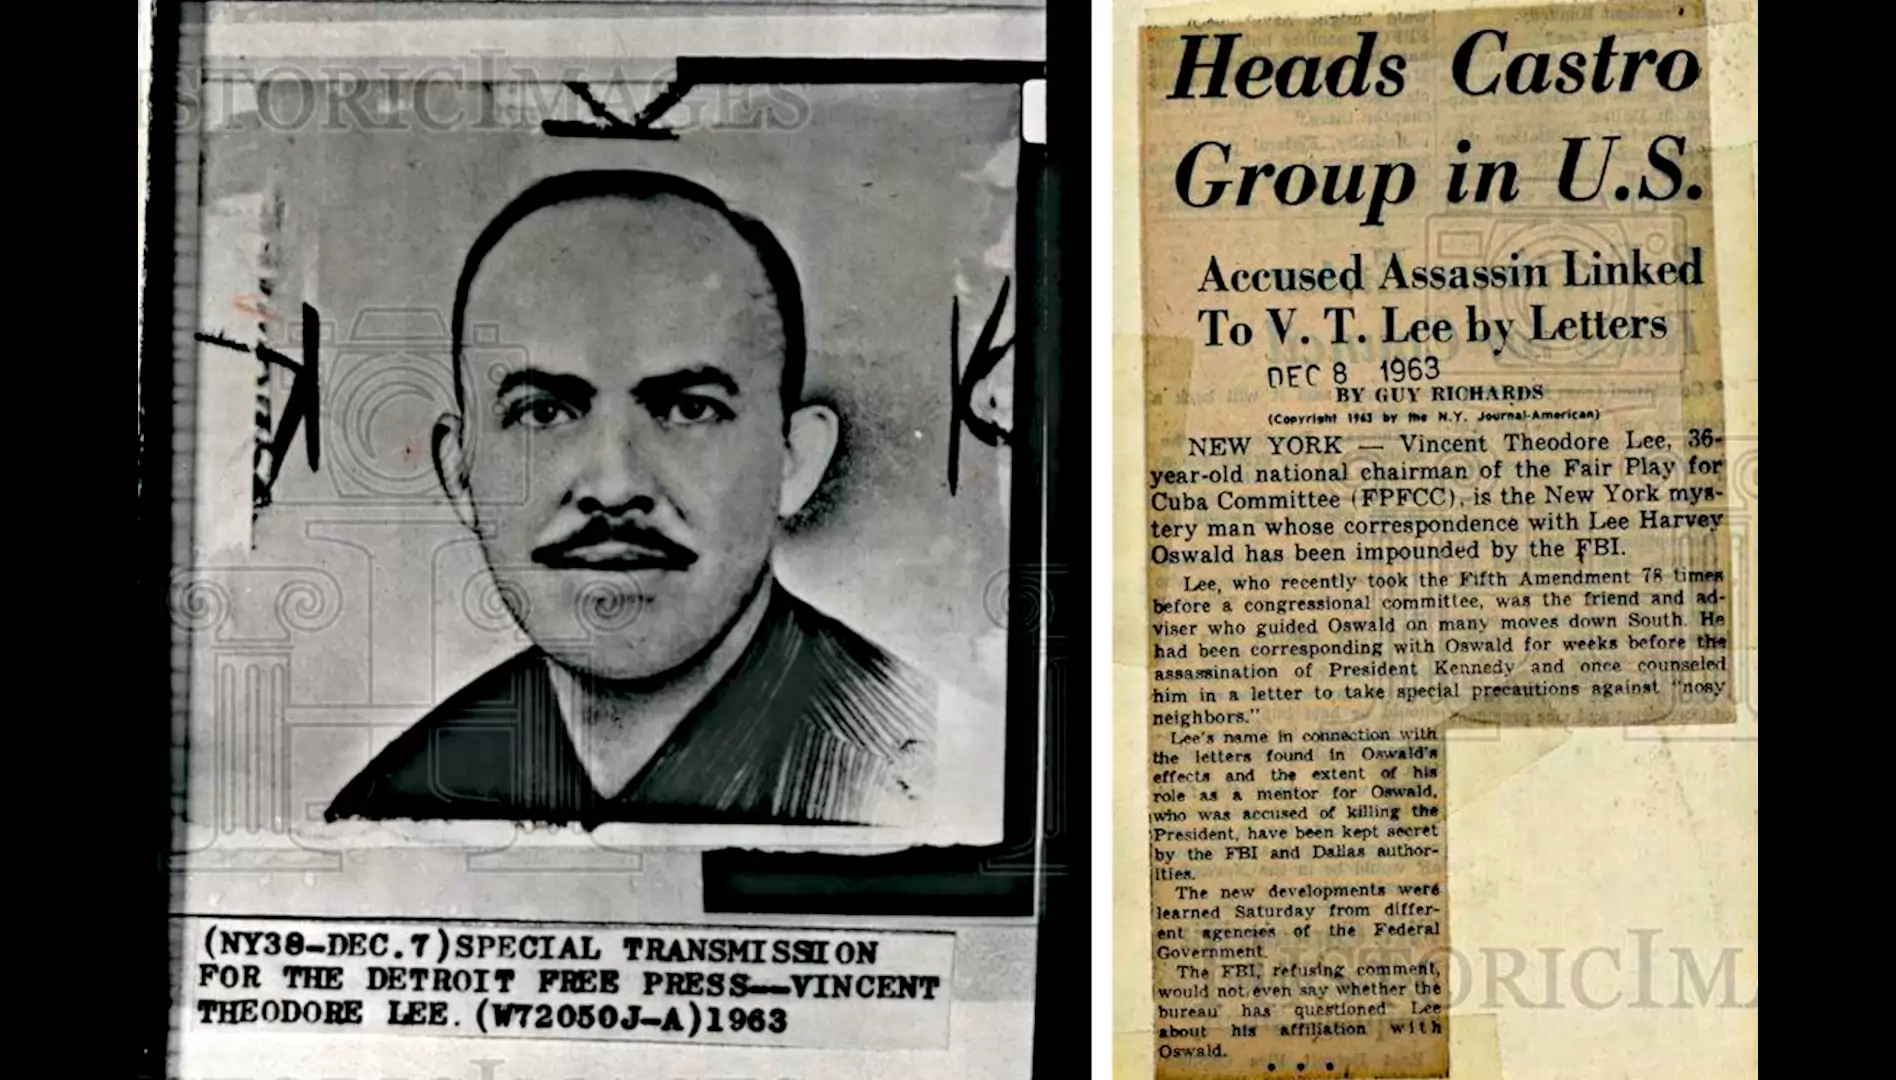 STORICIMAGES
(NY38-DEC.7)SPECIAL TRANSMISSION
FOR THE DETROIT FREE PRESS--VINCENT
THEODORE LEE.(W72050J-A)1963
Heads Castro
Group in U.S.
Accused Assassin Linked
To V. T. Lee by Letters
DEC 8 1963
BY GUY RICHARDS
(Copyright 1963 by the N.Y. Journal-American)
NEW YORK — Vincent Theodore Lee, 36-
year-old national chairman of the Fair Play for
Cuba Committee (FPFCC), is the New York mys-
tery man whose correspondence with Lee Harvey
Oswald has been impounded by the FBI.
Lee, who recently took the Fifth Amendment 78 times
before a congressional committee, was the friend and ad-
viser who guided Oswald on many moves down South. He
had been corresponding with Oswald for weeks before the
assassination of President Kennedy and once counseled
him in a letter to take special precautions against "nosy
neighbors."
Lee's name in connection with
the letters found in Oswald's
effects and the extent of his
role as a mentor for Oswald,
who was accused of killing the
President, have been kept secret
by the FBI and Dallas author-
ities.
The new developments were
learned Saturday from differ-
ent agencies of the Federal
Government.
The FBI, refusing comment,
would not even say whether the
bureau has questioned Lee
about his affiliation with
Oswald.
• • •
TORICIM